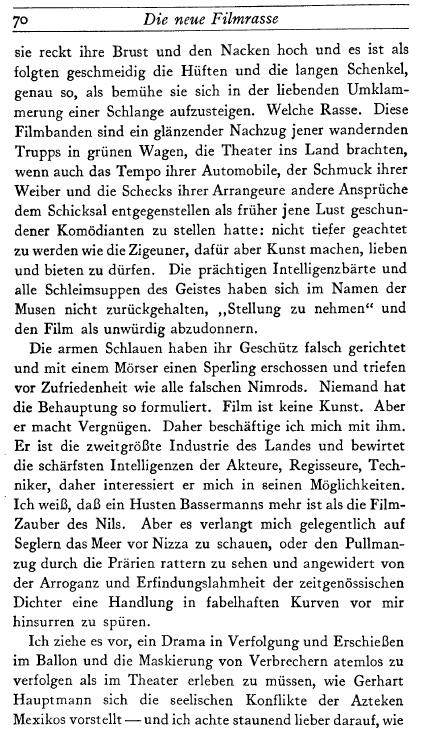 70 Die neue Filmrasse
sie reckt ihre Brust und den Nacken hoch und es ist als
folgten geschmeidig die Hüften und die langen Schenkel,
genau so, als bemühe sie sich in der liebenden Umklam-
merung einer Schlange aufzusteigen. Welche Rasse. Diese
Filmbanden sind ein glänzender Nachzug jener wandernden
Trupps in grünen Wagen, die Theater ins Land brachten,
wenn auch das Tempo ihrer Automobile, der Schmuck ihrer
Weiber und die Schecks ihrer Arrangeure andere Ansprüche
dem Schicksal entgegenstellen als früher jene Lust geschun-
dener Komödianten zu stellen hatte: nicht tiefer geachtet
zu werden wie die Zigeuner, dafür aber Kunst machen, lieben
und bieten zu dürfen. Die prächtigen Intelligenzbärte und
alle Schleimsuppen des Geistes haben sich im Namen der
Musen nicht zurückgehalten, ,,Stellung zu nehmen“ und
den Film als unwürdig abzudonnern.
Die armen Schlauen haben ihr Geschütz falsch gerichtet
und mit einem Mörser einen Sperling erschossen und triefen
vor Zufriedenheit wie alle falschen Nimrods. Niemand hat
die Behauptung so formuliert. Film ist keine Kunst. Aber
er macht Vergnügen. Daher beschäftige ich mich mit ihm.
Er ist die zweitgrößte Industrie des Landes und bewirtet
die schärfsten Intelligenzen der Akteure, Regisseure, Tech-
niker, daher interessiert er mich in seinen Möglichkeiten.
Ich weiß, daß ein Husten Bassermanns mehr ist als die Film-
Zauber des Nils. Aber es verlangt mich gelegentlich auf
Seglern das Meer vor Nizza zu schauen, oder den Pullman-
zug durch die Prärien rattern zu sehen und angewidert von
der Arroganz und Erfindungslahmheit der zeitgenössischen
Dichter eine Handlung in fabelhaften Kurven vor mir
hinsurren zu spüren.
Ich ziehe es vor, ein Drama in Verfolgung und Erschießen
im Ballon und die Maskierung von Verbrechern atemlos zu
verfolgen als im Theater erleben zu müssen, wie Gerhart
Hauptmann sich die seelischen Konflikte der Azteken
Mexikos vorstellt — und ich achte staunend lieber darauf, wie